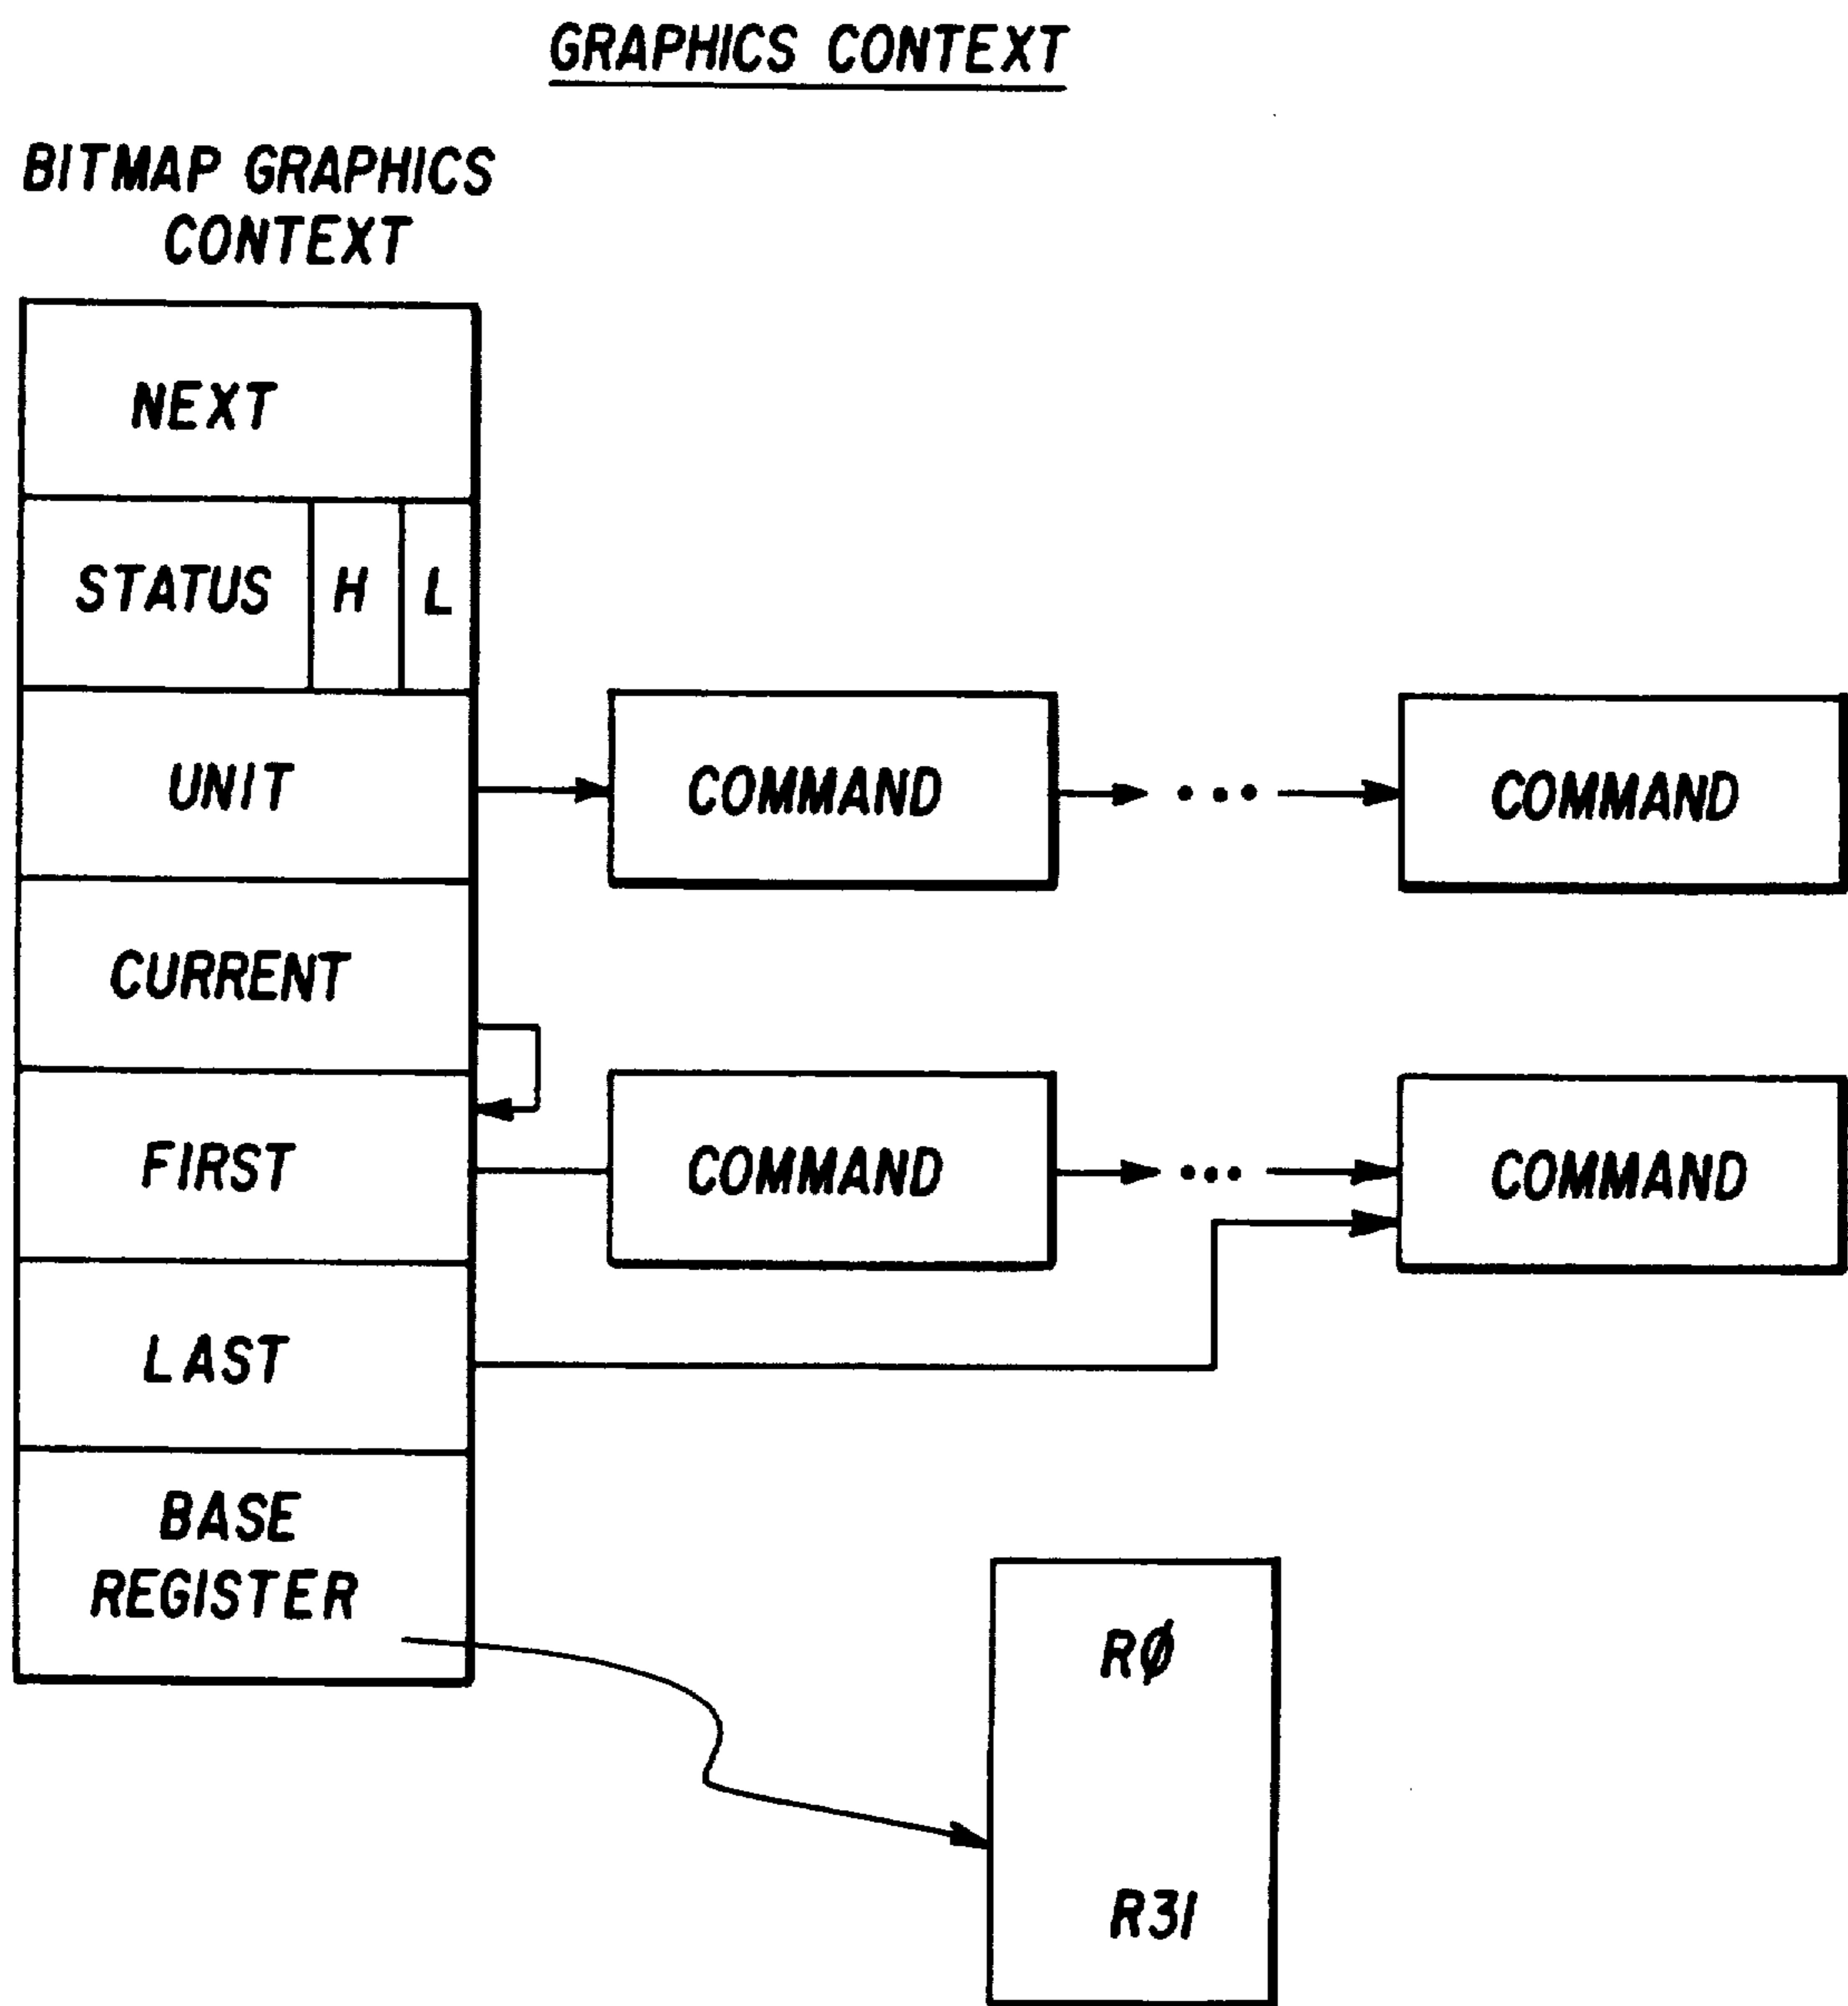 GRAPHICS CONTEXT
BITMAP GRAPHICS
CONTEXT
NEXT
STATUS H L
UNIT
COMMAND ••• COMMAND
CURRENT
FIRST
COMMAND ••• COMMAND
LAST
BASE
REGISTER
RØ
R31